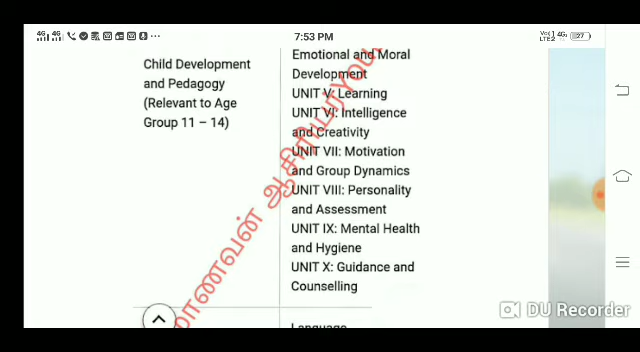 7:53 PM
27
Child Development
and Pedagogy
(Relevant to Age
Group 11 – 14)
Emotional and Moral
Development
UNIT V: Learning
UNIT VI: Intelligence
and Creativity
UNIT VII: Motivation
and Group Dynamics
UNIT VIII: Personality
and Assessment
UNIT IX: Mental Health
and Hygiene
UNIT X: Guidance and
Counselling
Language
DU Recorder